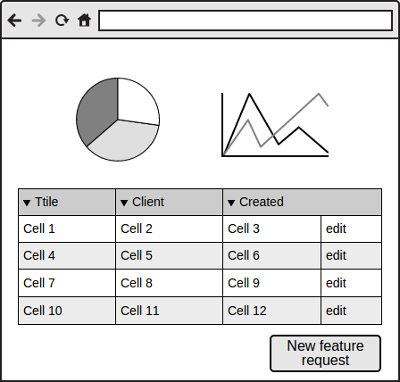 ▼ Ttile ▼ Client ▼ Created
Cell 1 Cell 2 Cell 3 edit
Cell 4 Cell 5 Cell 6 edit
Cell 7 Cell 8 Cell 9 edit
Cell 10 Cell 11 Cell 12 edit
New feature
request